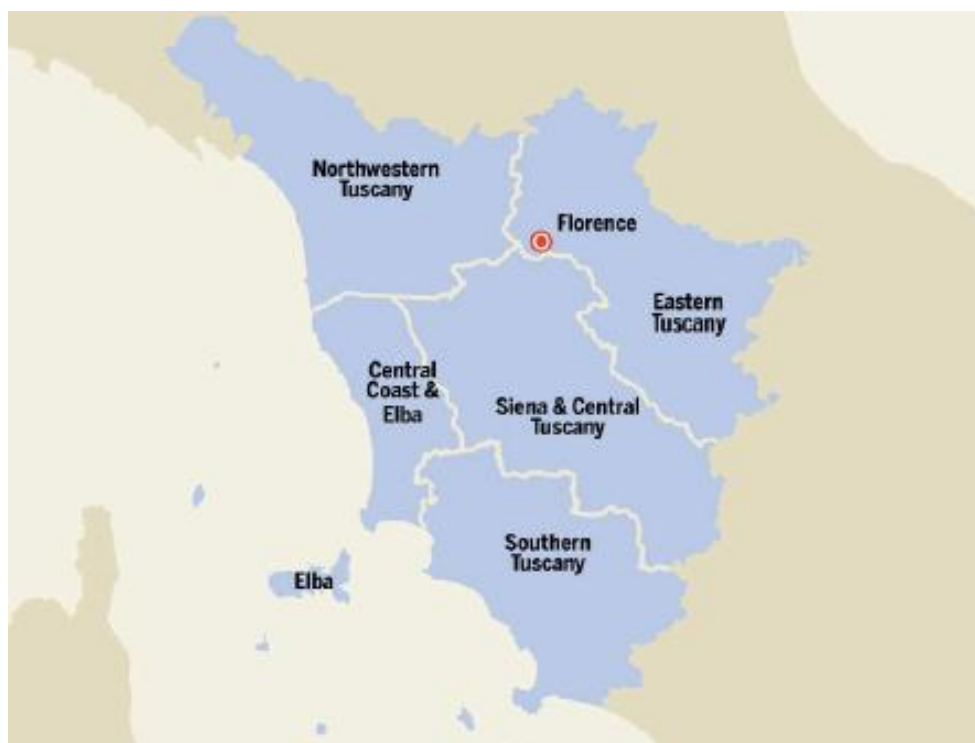 Northwestern
Tuscany
Florence
Eastern
Tuscany
Central
Coast &
Elba
Siena & Central
Tuscany
Southern
Tuscany
Elba